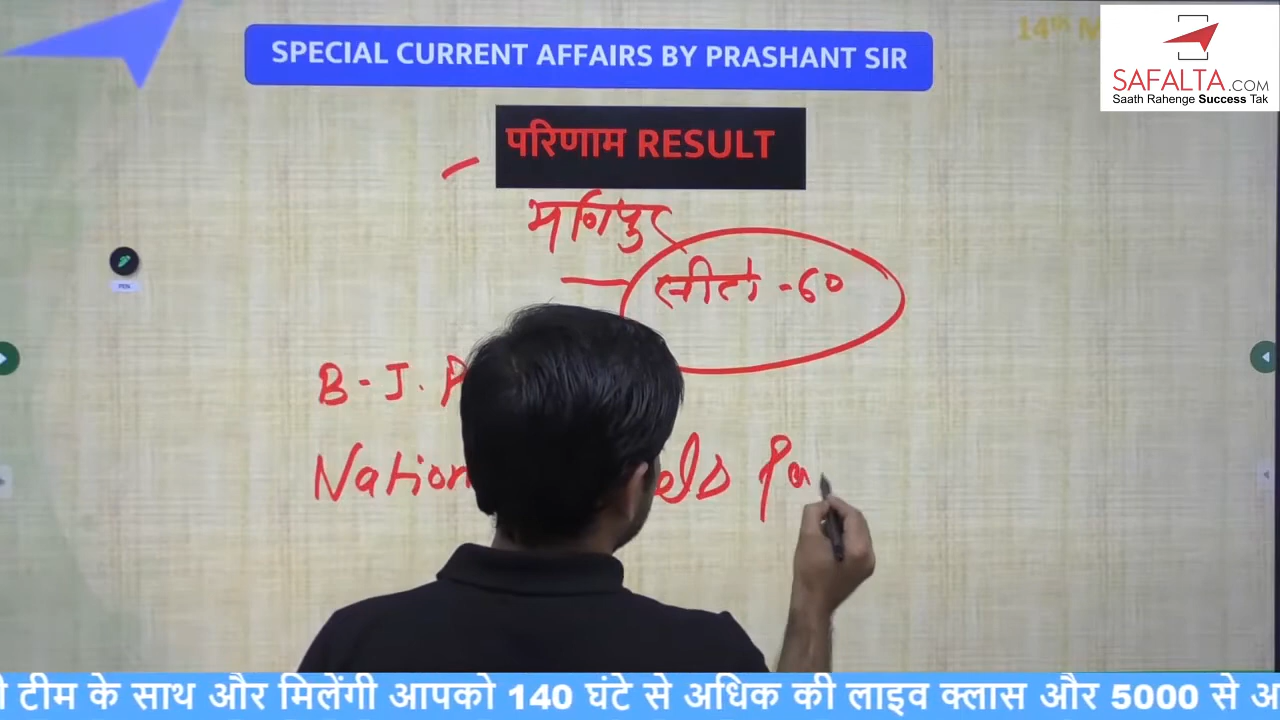 14th M
SPECIAL CURRENT AFFAIRS BY PRASHANT SIR
SAFALTA.COM
Saath Rahenge Success Tak
परिणाम RESULT
मणिपुर
सीटो - 60
B - J. P
PEN
Nation
टीम के साथ और मिलेंगी आपको 140 घंटे से अधिक की लाइव क्लास और 5000 से